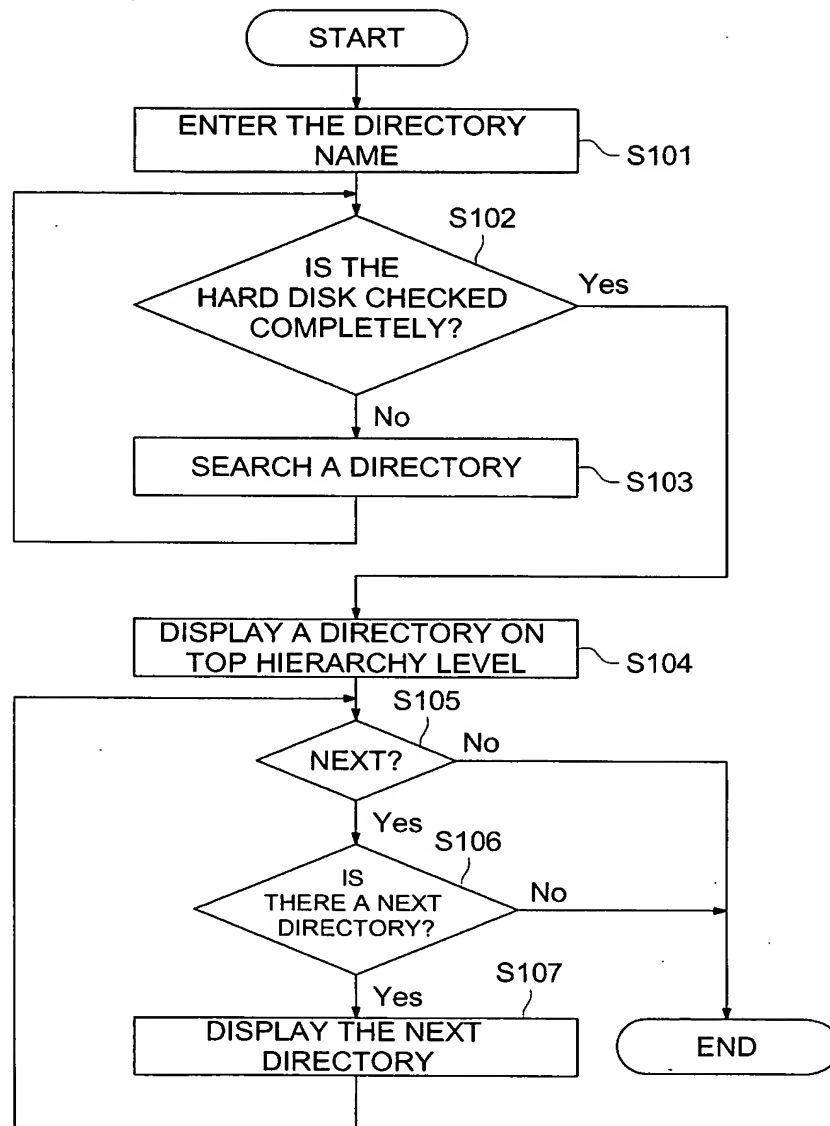 START
ENTER THE DIRECTORY
NAME
S101
S102
IS THE
HARD DISK CHECKED
COMPLETELY?
Yes
No
SEARCH A DIRECTORY
S103
DISPLAY A DIRECTORY ON
TOP HIERARCHY LEVEL
S104
S105
NEXT?
No
Yes
S106
IS
THERE A NEXT
DIRECTORY?
No
Yes
S107
DISPLAY THE NEXT
DIRECTORY
END